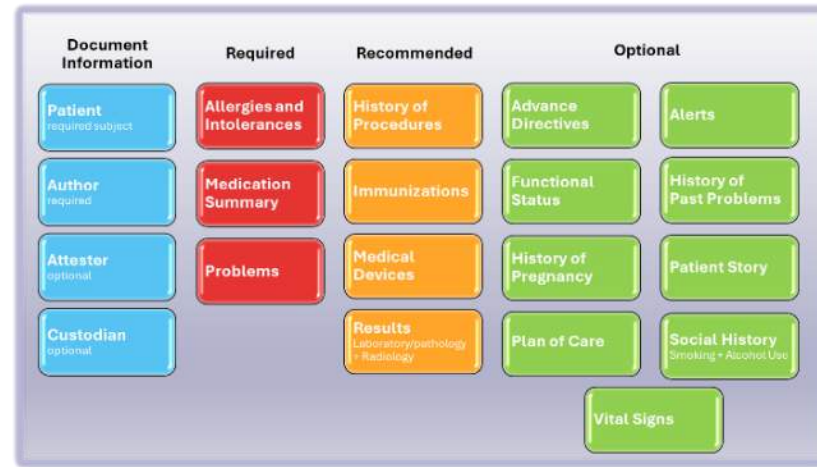 Document
Information
Required
Recommended
Optional
Patient
required subject
Author
required
Attester
optional
Custodian
optional
Allergies and
Intolerances
Medication
Summary
Problems
History of
Procedures
Immunizations
Medical
Devices
Results
Laboratory/pathology
+ Radiology
Advance
Directives
Functional
Status
History of
Pregnancy
Plan of Care
Alerts
History of
Past Problems
Patient Story
Social History
Smoking + Alcohol Use
Vital Signs